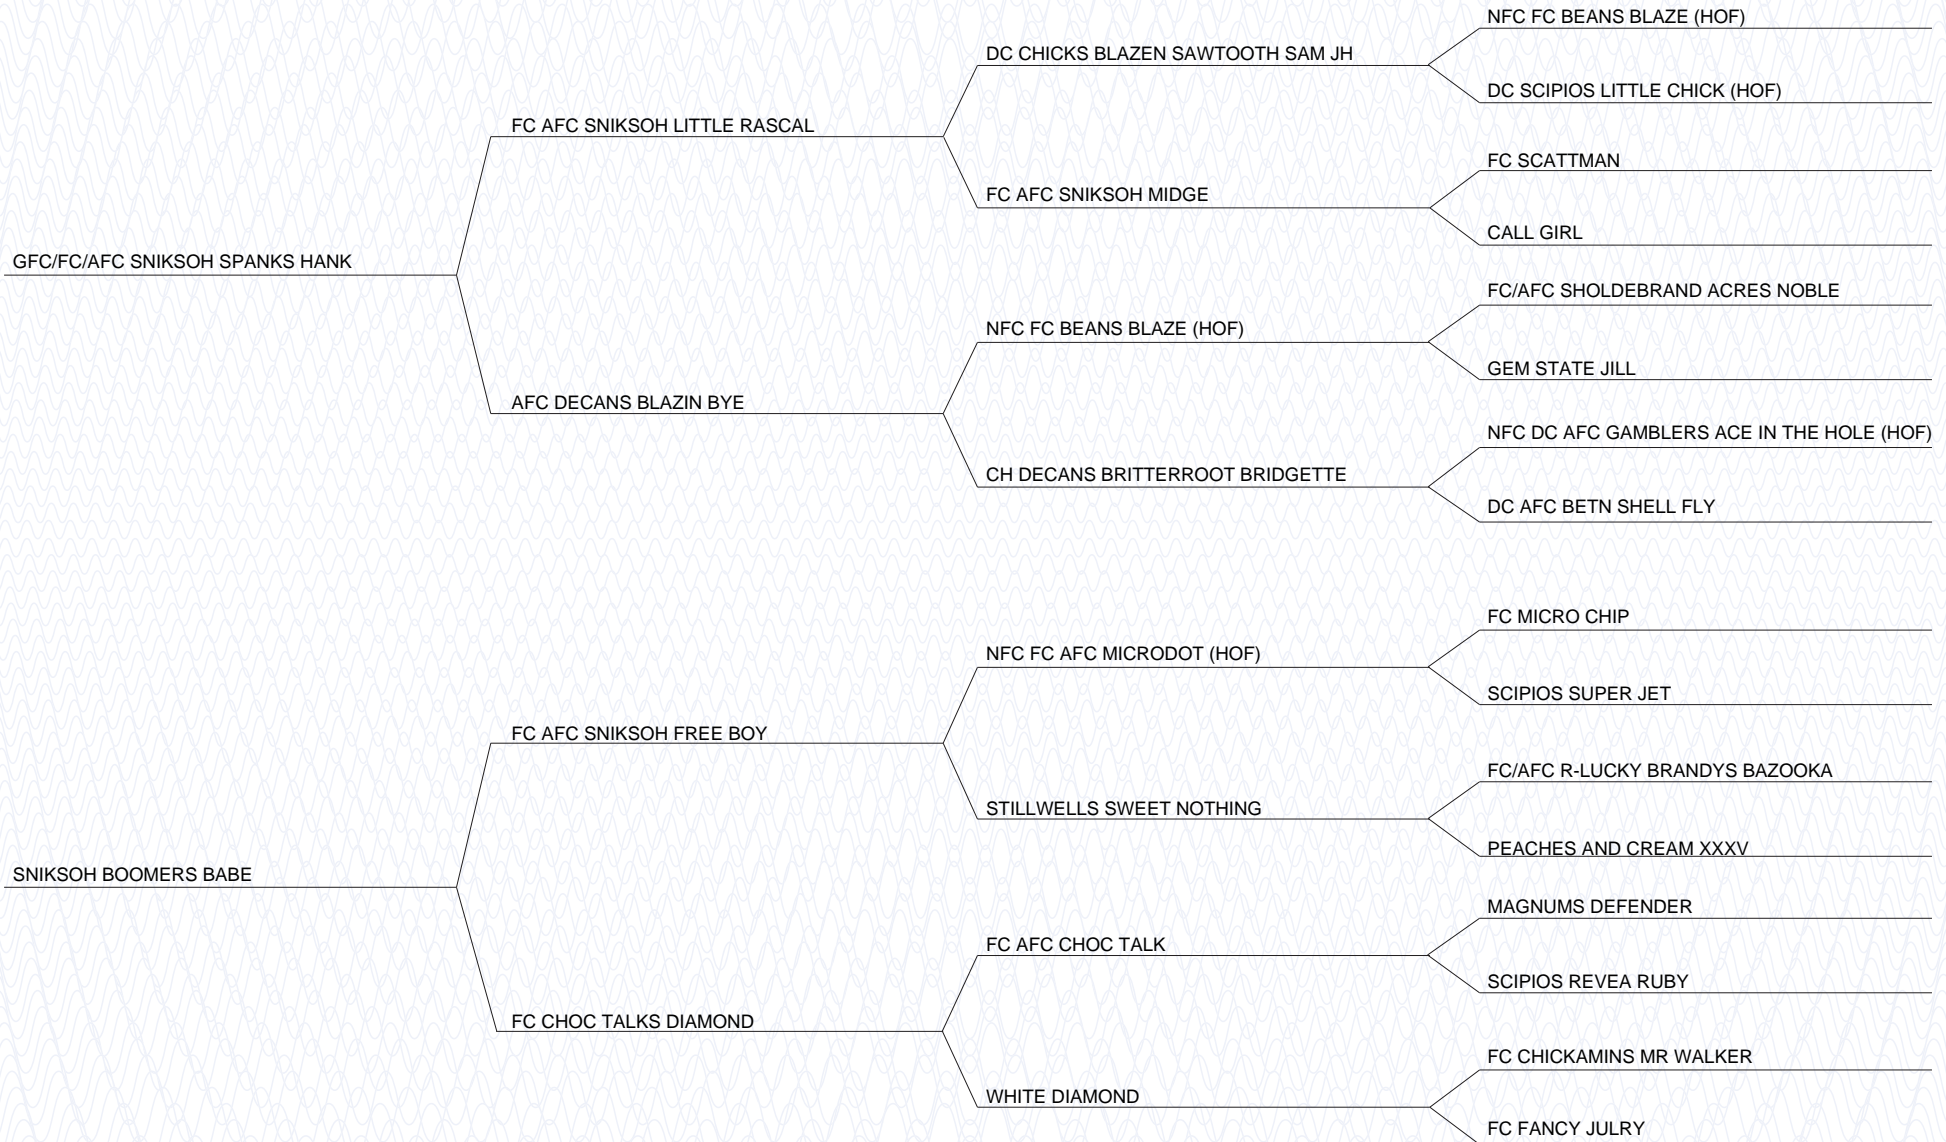 NFC FC BEANS BLAZE (HOF)
DC CHICKS BLAZEN SAWTOOTH SAM JH
DC SCIPIOS LITTLE CHICK (HOF)
FC AFC SNIKSOH LITTLE RASCAL
FC SCATTMAN
FC AFC SNIKSOH MIDGE
CALL GIRL
GFC/FC/AFC SNIKSOH SPANKS HANK
FC/AFC SHOLDEBRAND ACRES NOBLE
NFC FC BEANS BLAZE (HOF)
GEM STATE JILL
AFC DECANS BLAZIN BYE
NFC DC AFC GAMBLERS ACE IN THE HOLE (HOF)
CH DECANS BRITTERROOT BRIDGETTE
DC AFC BETN SHELL FLY
FC MICRO CHIP
NFC FC AFC MICRODOT (HOF)
SCIPIOS SUPER JET
FC AFC SNIKSOH FREE BOY
FC/AFC R-LUCKY BRANDYS BAZOOKA
STILLWELLS SWEET NOTHING
PEACHES AND CREAM XXXV
SNIKSOH BOOMERS BABE
MAGNUMS DEFENDER
FC AFC CHOC TALK
SCIPIOS REVEA RUBY
FC CHOC TALKS DIAMOND
FC CHICKAMINS MR WALKER
WHITE DIAMOND
FC FANCY JULRY